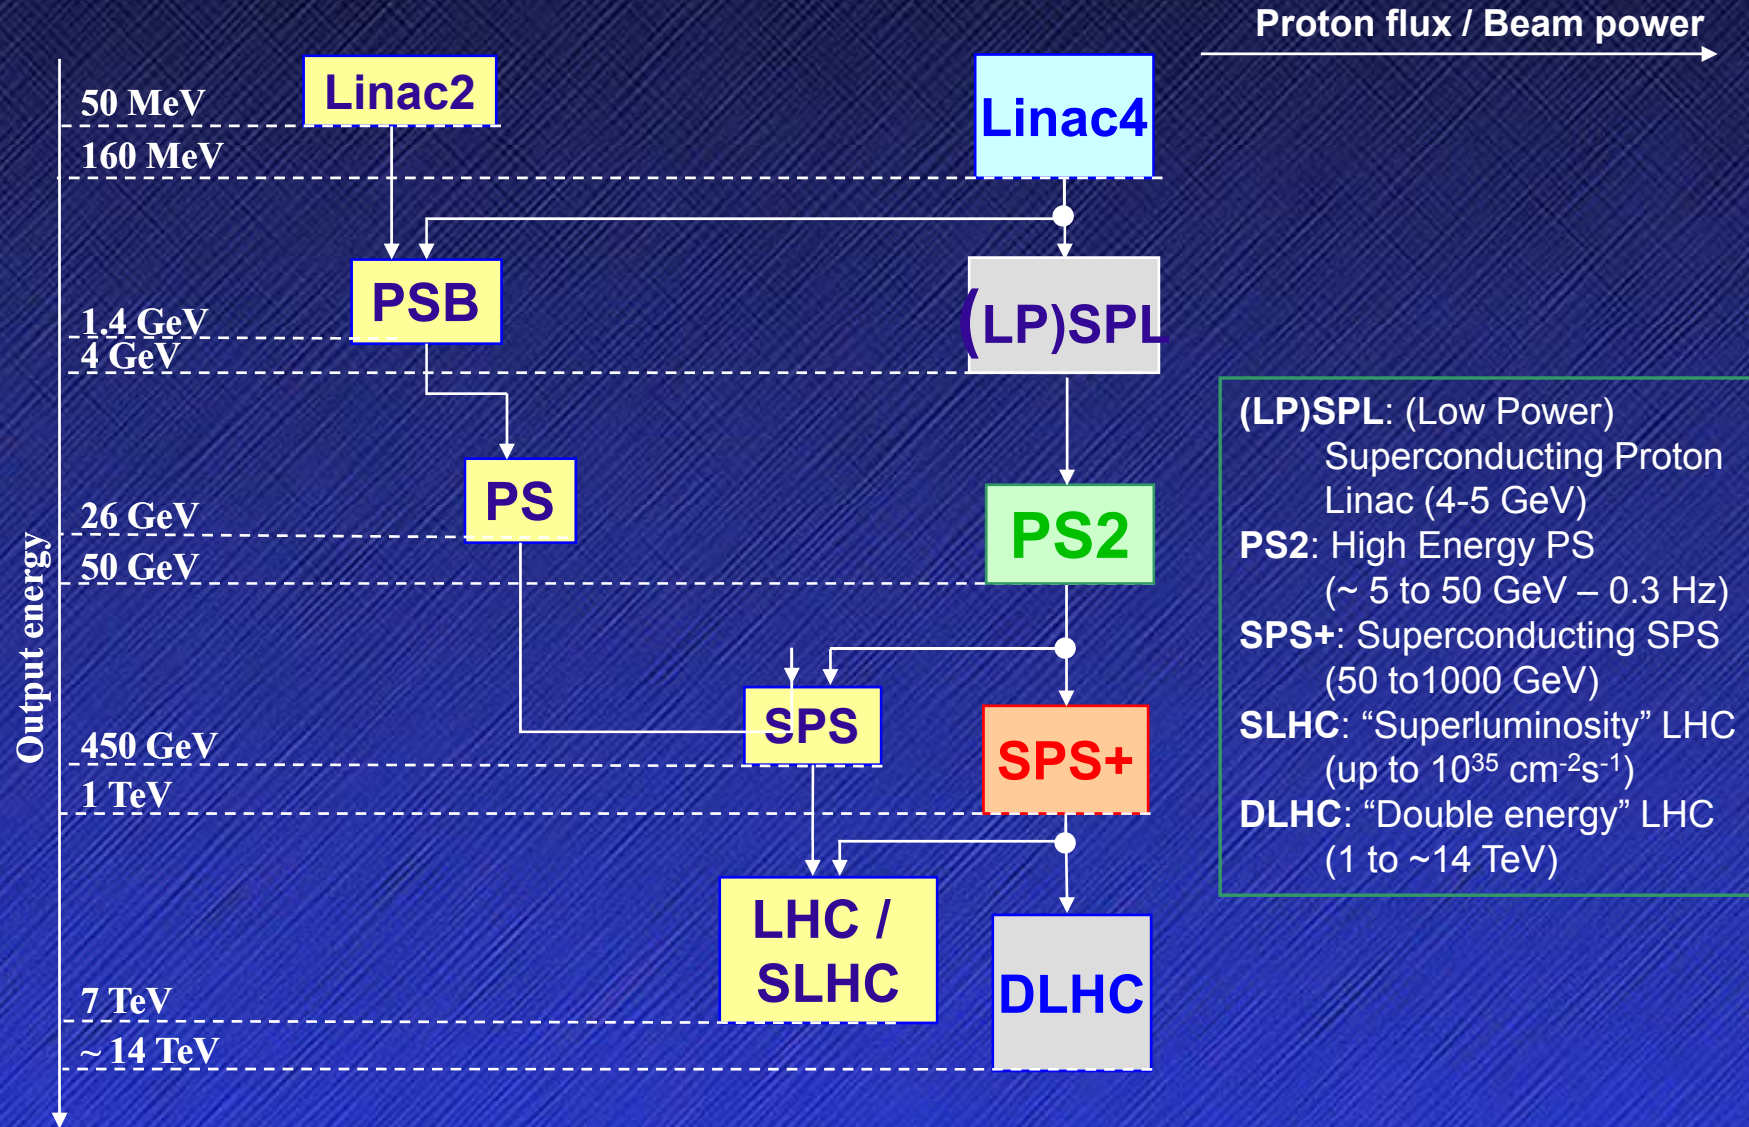 Proton flux / Beam power
Linac2
Linac4
50 MeV
160 MeV
PSB
(LP)SPL
1.4 GeV
4 GeV
PS
PS2
26 GeV
50 GeV
Output energy
SPS
SPS+
450 GeV
1 TeV
LHC /
SLHC
DLHC
7 TeV
~ 14 TeV
(LP)SPL: (Low Power)
Superconducting Proton
Linac (4-5 GeV)
PS2: High Energy PS
(~ 5 to 50 GeV – 0.3 Hz)
SPS+: Superconducting SPS
(50 to1000 GeV)
SLHC: “Superluminosity” LHC
(up to 10³⁵ cm⁻²s⁻¹)
DLHC: “Double energy” LHC
(1 to ~14 TeV)